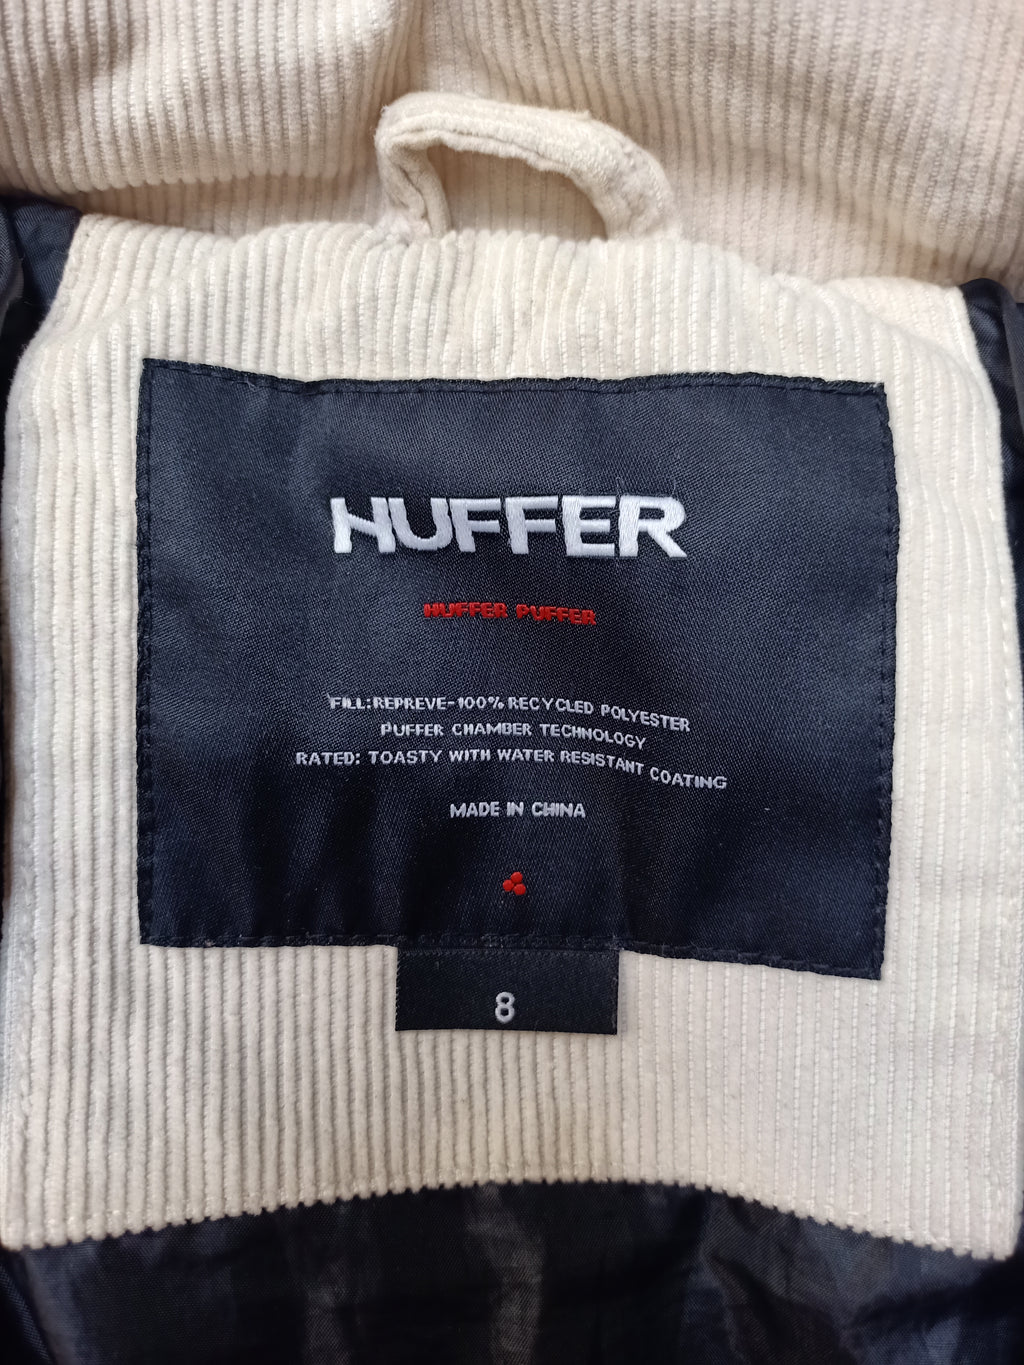 HUFFER
HUFFER PUFFER
FILL:REPREVE-100% RECYCLED POLYESTER
PUFFER CHAMBER TECHNOLOGY
RATED: TOASTY WITH WATER RESISTANT COATING
MADE IN CHINA
8